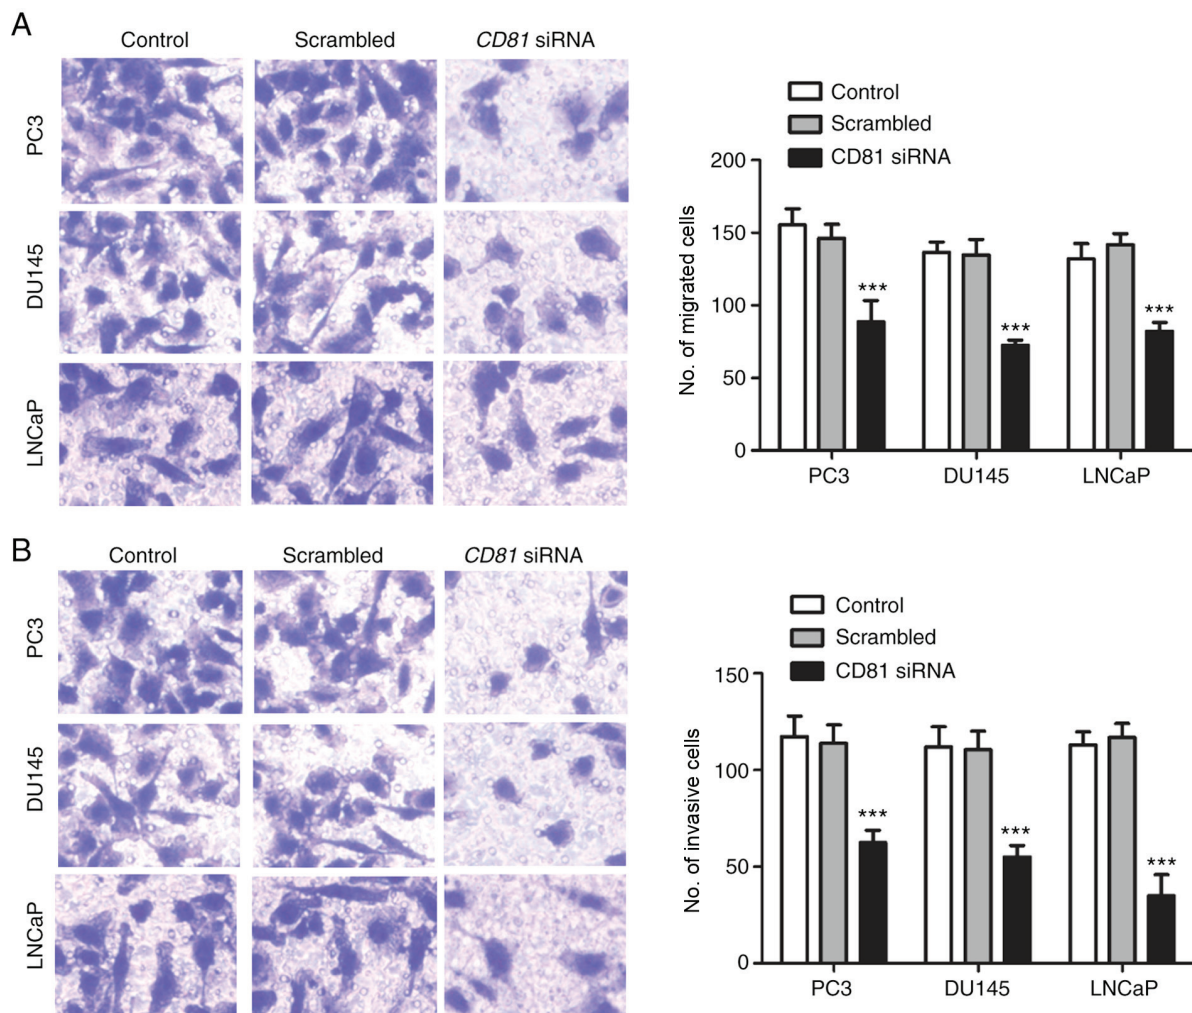 A
Control Scrambled CD81 siRNA
PC3
DU145
LNCaP
Control
Scrambled
CD81 siRNA
No. of migrated cells
200
150
100
50
0
***
***
***
PC3 DU145 LNCaP
B
Control Scrambled CD81 siRNA
PC3
DU145
LNCaP
Control
Scrambled
CD81 siRNA
No. of invasive cells
150
100
50
0
***
***
***
PC3 DU145 LNCaP